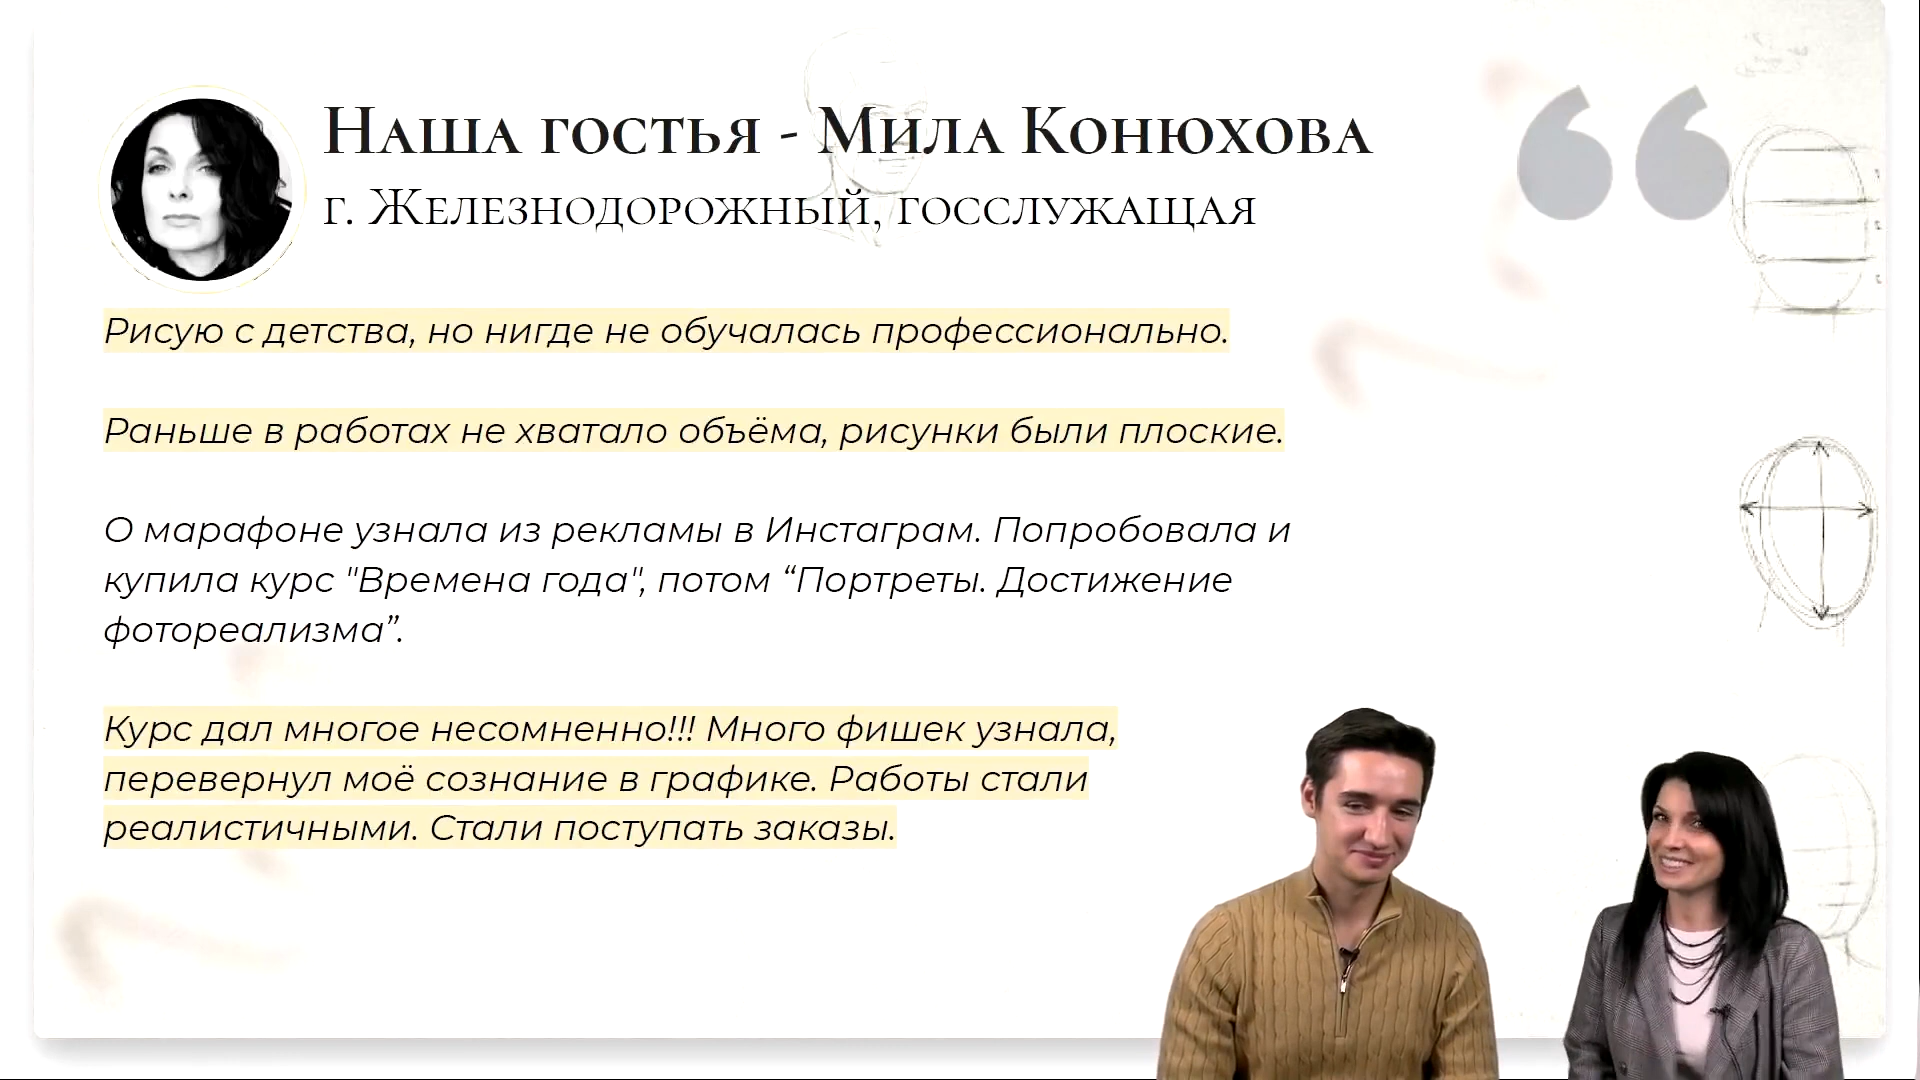 Наша гостья - Мила Конюхова
г. Железнодорожный, госслужащая
Рисую с детства, но нигде не обучалась профессионально.
Раньше в работах не хватало объёма, рисунки были плоские.
О марафоне узнала из рекламы в Инстаграм. Попробовала и
купила курс "Времена года", потом “Портреты. Достижение
фотореализма”.
Курс дал многое несомненно!!! Много фишек узнала,
перевернул моё сознание в графике. Работы стали
реалистичными. Стали поступать заказы.